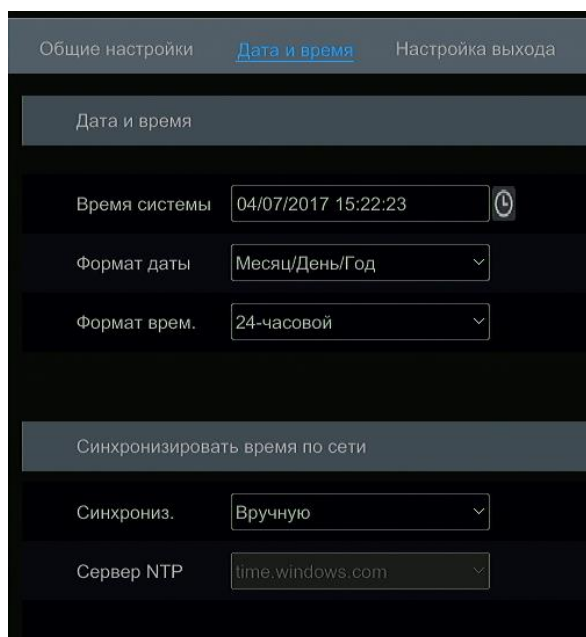 Общие настройки Дата и время Настройка выхода
Дата и время
Время системы 04/07/2017 15:22:23
Формат даты Месяц/День/Год
Формат врем. 24-часовой
Синхронизировать время по сети
Синхрониз. Вручную
Сервер NTP time.windows.com